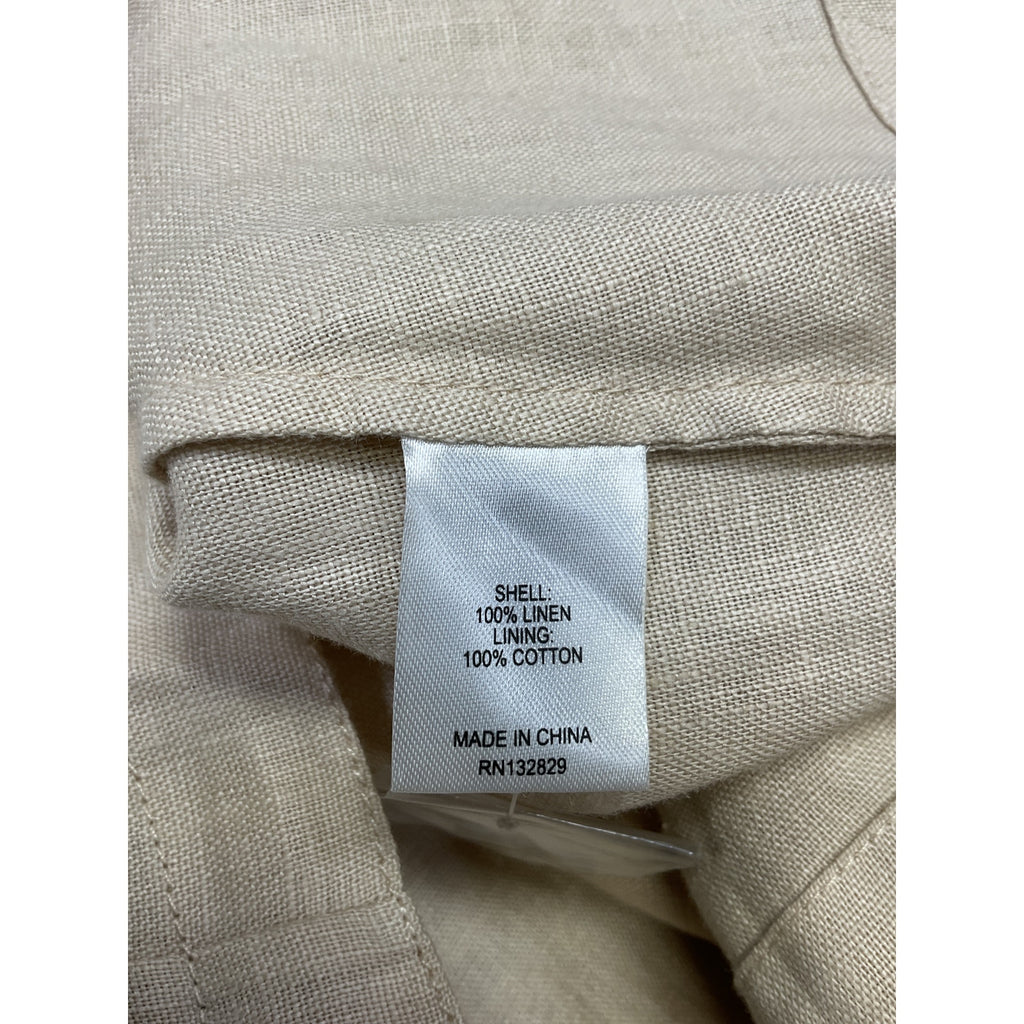 SHELL:
100% LINEN
LINING:
100% COTTON
MADE IN CHINA
RN132829